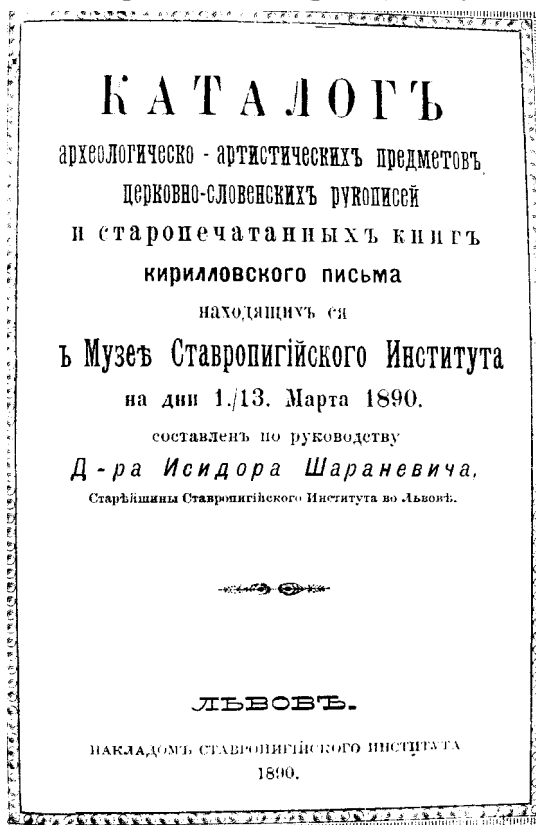 КАТАЛОГЪ
археологическо - артистическихъ предметовъ
церковно-словенскихъ рукописей
и старопечатанныхъ книгъ
кирилловского письма
находящихъ ся
ъ Музеѣ Ставропигійского Института
на дни 1./13. Марта 1890.
составленъ по руководству
Д-ра Исидора Шараневича,
Старѣйшины Ставропигійского Института во Львовѣ.
ЛЬВОВЪ.
НАКЛАДОМЪ СТАВРОПИГІЙСКОГО ИНСТИТУТА
1890.